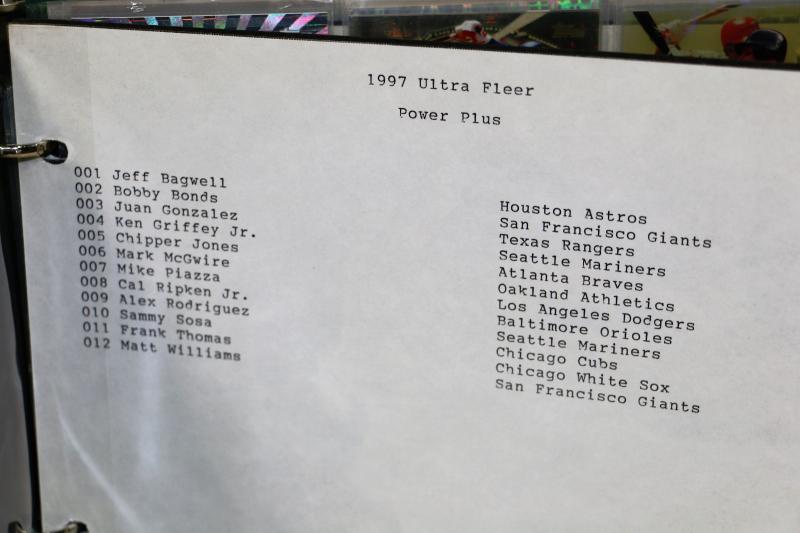 1997 Ultra Fleer
Power Plus
001 Jeff Bagwell Houston Astros
002 Bobby Bonds San Francisco Giants
003 Juan Gonzalez Texas Rangers
004 Ken Griffey Jr. Seattle Mariners
005 Chipper Jones Atlanta Braves
006 Mark McGwire Oakland Athletics
007 Mike Piazza Los Angeles Dodgers
008 Cal Ripken Jr. Baltimore Orioles
009 Alex Rodriguez Seattle Mariners
010 Sammy Sosa Chicago Cubs
011 Frank Thomas Chicago White Sox
012 Matt Williams San Francisco Giants